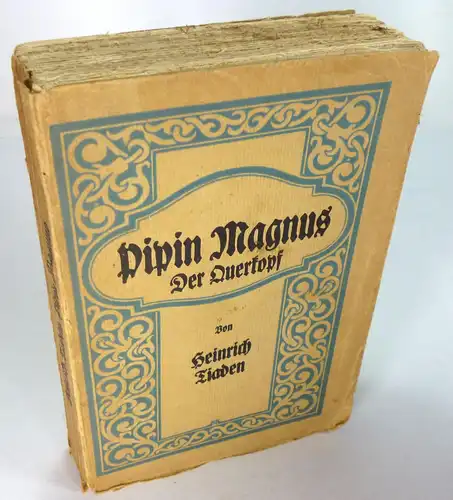 Pipin Magnus
Der Querkopf
Von
Heinrich
Tiaden